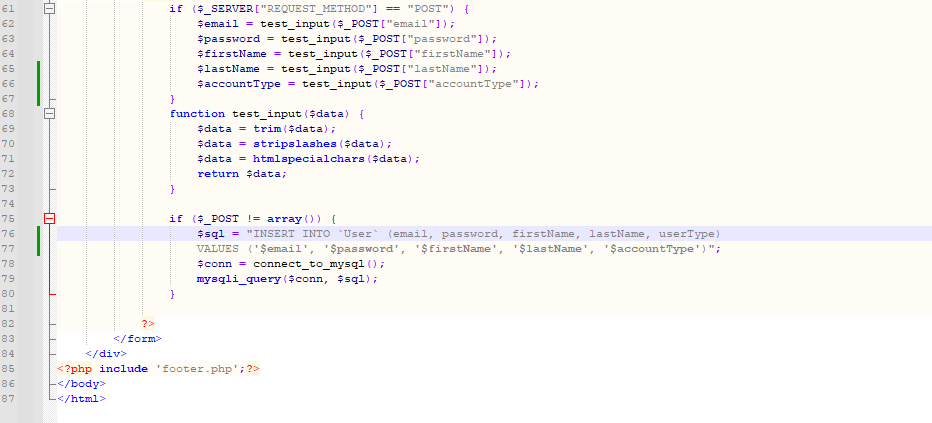 61 if ($_SERVER["REQUEST_METHOD"] == "POST") {
62 $email = test_input($_POST["email"]);
63 $password = test_input($_POST["password"]);
64 $firstName = test_input($_POST["firstName"]);
65 $lastName = test_input($_POST["lastName"]);
66 $accountType = test_input($_POST["accountType"]);
67 }
68 function test_input($data) {
69 $data = trim($data);
70 $data = stripslashes($data);
71 $data = htmlspecialchars($data);
72 return $data;
73 }
74
75 if ($_POST != array()) {
76 $sql = "INSERT INTO `User` (email, password, firstName, lastName, userType)
77 VALUES ('$email', '$password', '$firstName', '$lastName', '$accountType')";
78 $conn = connect_to_mysql();
79 mysqli_query($conn, $sql);
80 }
81
82 ?>
83 </form>
84 </div>
85 <?php include 'footer.php';?>
86 </body>
87 </html>